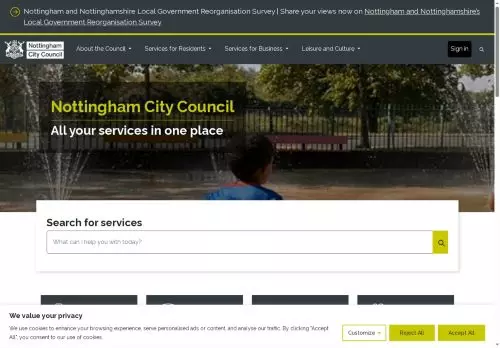 Nottingham and Nottinghamshire Local Government Reorganisation Survey | Share your views now on Nottingham and Nottinghamshire's
Local Government Reorganisation Survey
Nottingham
City Council
About the Council
Services for Residents
Services for Business
Leisure and Culture
Sign in
Nottingham City Council
All your services in one place
Search for services
What can I help you with today?
We value your privacy
We use cookies to enhance your browsing experience, serve personalised ads or content, and analyse our traffic. By clicking "Accept
All", you consent to our use of cookies.
Customize
Reject All
Accept All